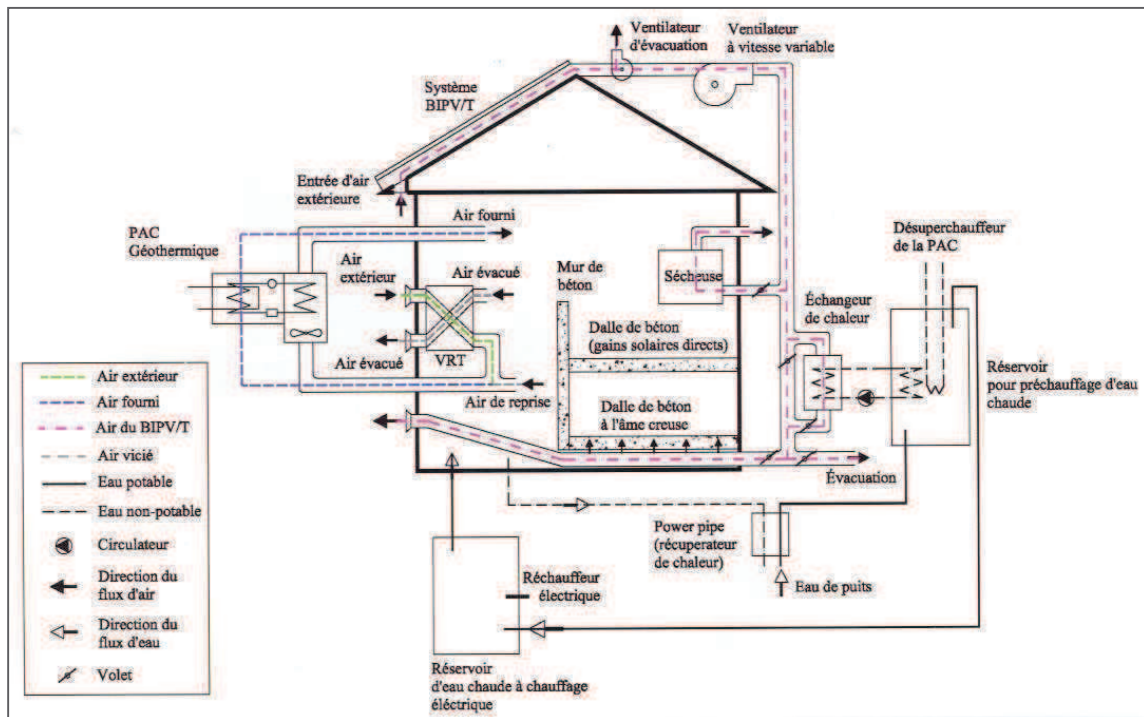 Ventilateur
d'évacuation
Ventilateur
à vitesse variable
Système
BIPV/T
Entrée d'air
extérieure
Air fourni
PAC
Géothermique
Désuperchauffeur
de la PAC
Air
extérieur
Air évacué
Mur de
béton
Sécheuse
Échangeur
de chaleur
Dalle de béton
(gains solaires directs)
Air évacué
VRT
Réservoir
pour préchauffage d'eau
chaude
Air de reprise
Dalle de béton
à l'âme creuse
Évacuation
Power pipe
(récuperateur
de chaleur)
Eau de puits
Réchauffeur
électrique
Réservoir
d'eau chaude à chauffage
éléctrique
Air extérieur
Air fourni
Air du BIPV/T
Air vicié
Eau potable
Eau non-potable
Circulateur
Direction du
flux d'air
Direction du
flux d'eau
Volet